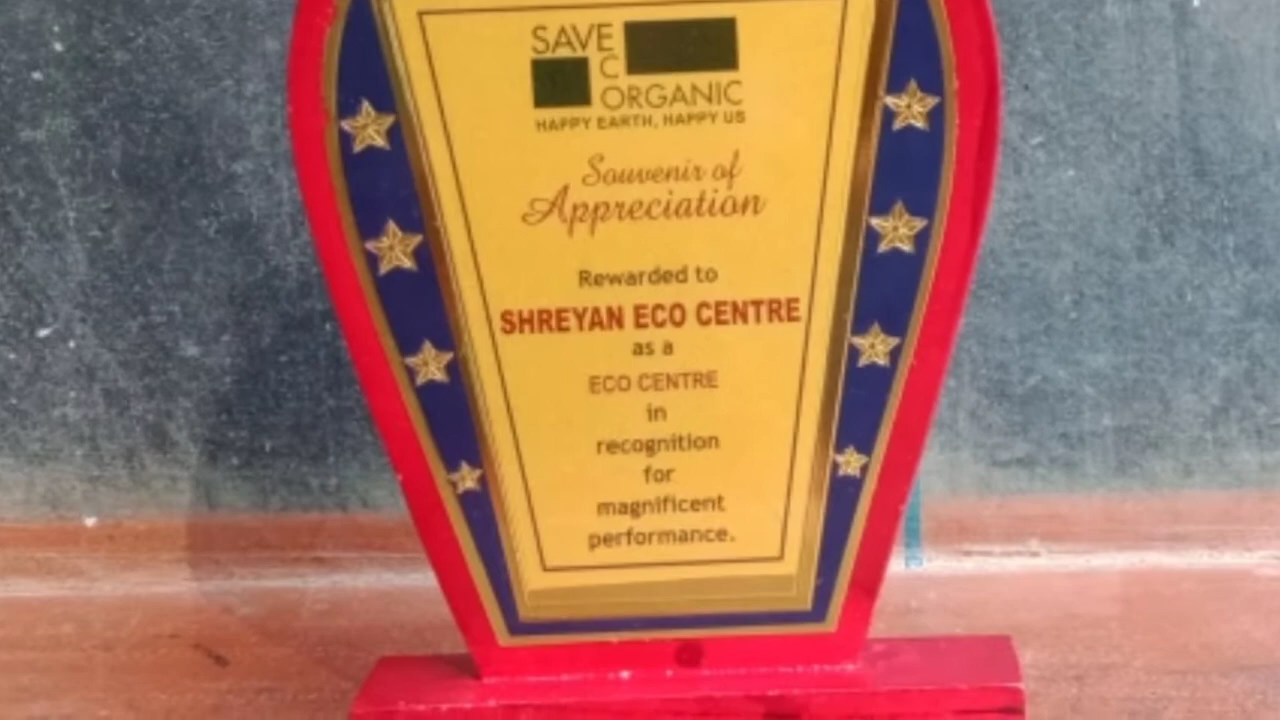 SAVE
C
ORGANIC
HAPPY EARTH, HAPPY US
Souvenir of
Appreciation
Rewarded to
SHREYAN ECO CENTRE
as a
ECO CENTRE
in
recognition
for
magnificent
performance.